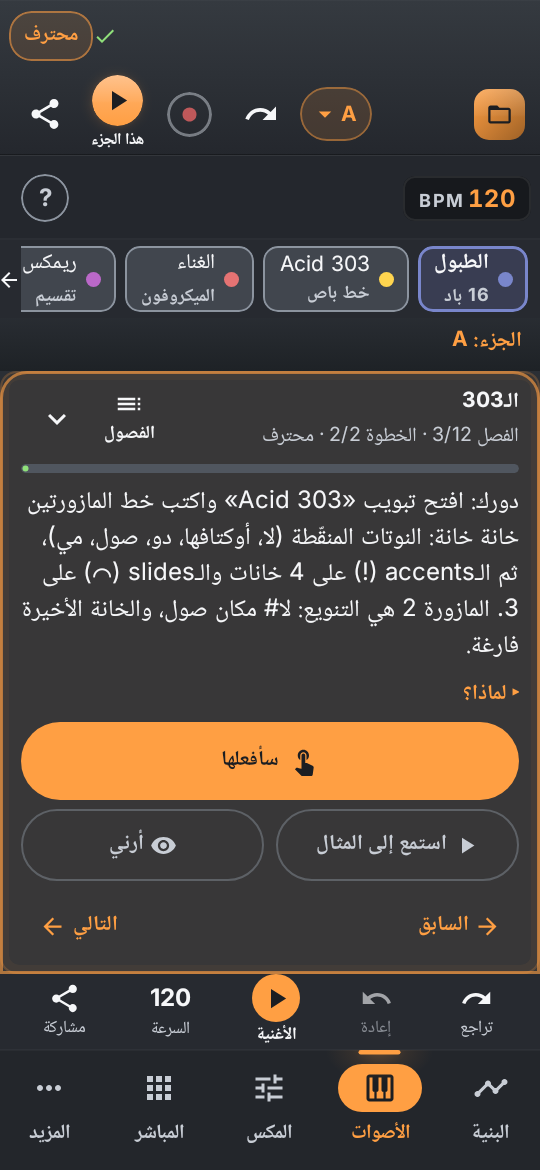 محترف
A
هذا الجزء
BPM 120
?
الطبول
16 باد
Acid 303
خط باص
الغناء
الميكروفون
ريمكس
تقسيم
الجزء: A
الـ303
الفصل 3/12 · الخطوة 2/2 · محترف
الفصول
دورك: افتح تبويب «Acid 303» واكتب خط المازورتين
خانة خانة: النوتات المنقّطة (لا، أوكتافها، دو، صول، مي)،
ثم الـaccents (!) على 4 خانات والـslides (⌒) على
3. المازورة 2 هي التنويع: لا# مكان صول، والخانة الأخيرة
فارغة.
لماذا؟
سأفعلها
استمع إلى المثال
أرني
السابق
التالي
تراجع
إعادة
الأغنية
120
السرعة
مشاركة
البنية
الأصوات
المكس
المباشر
المزيد